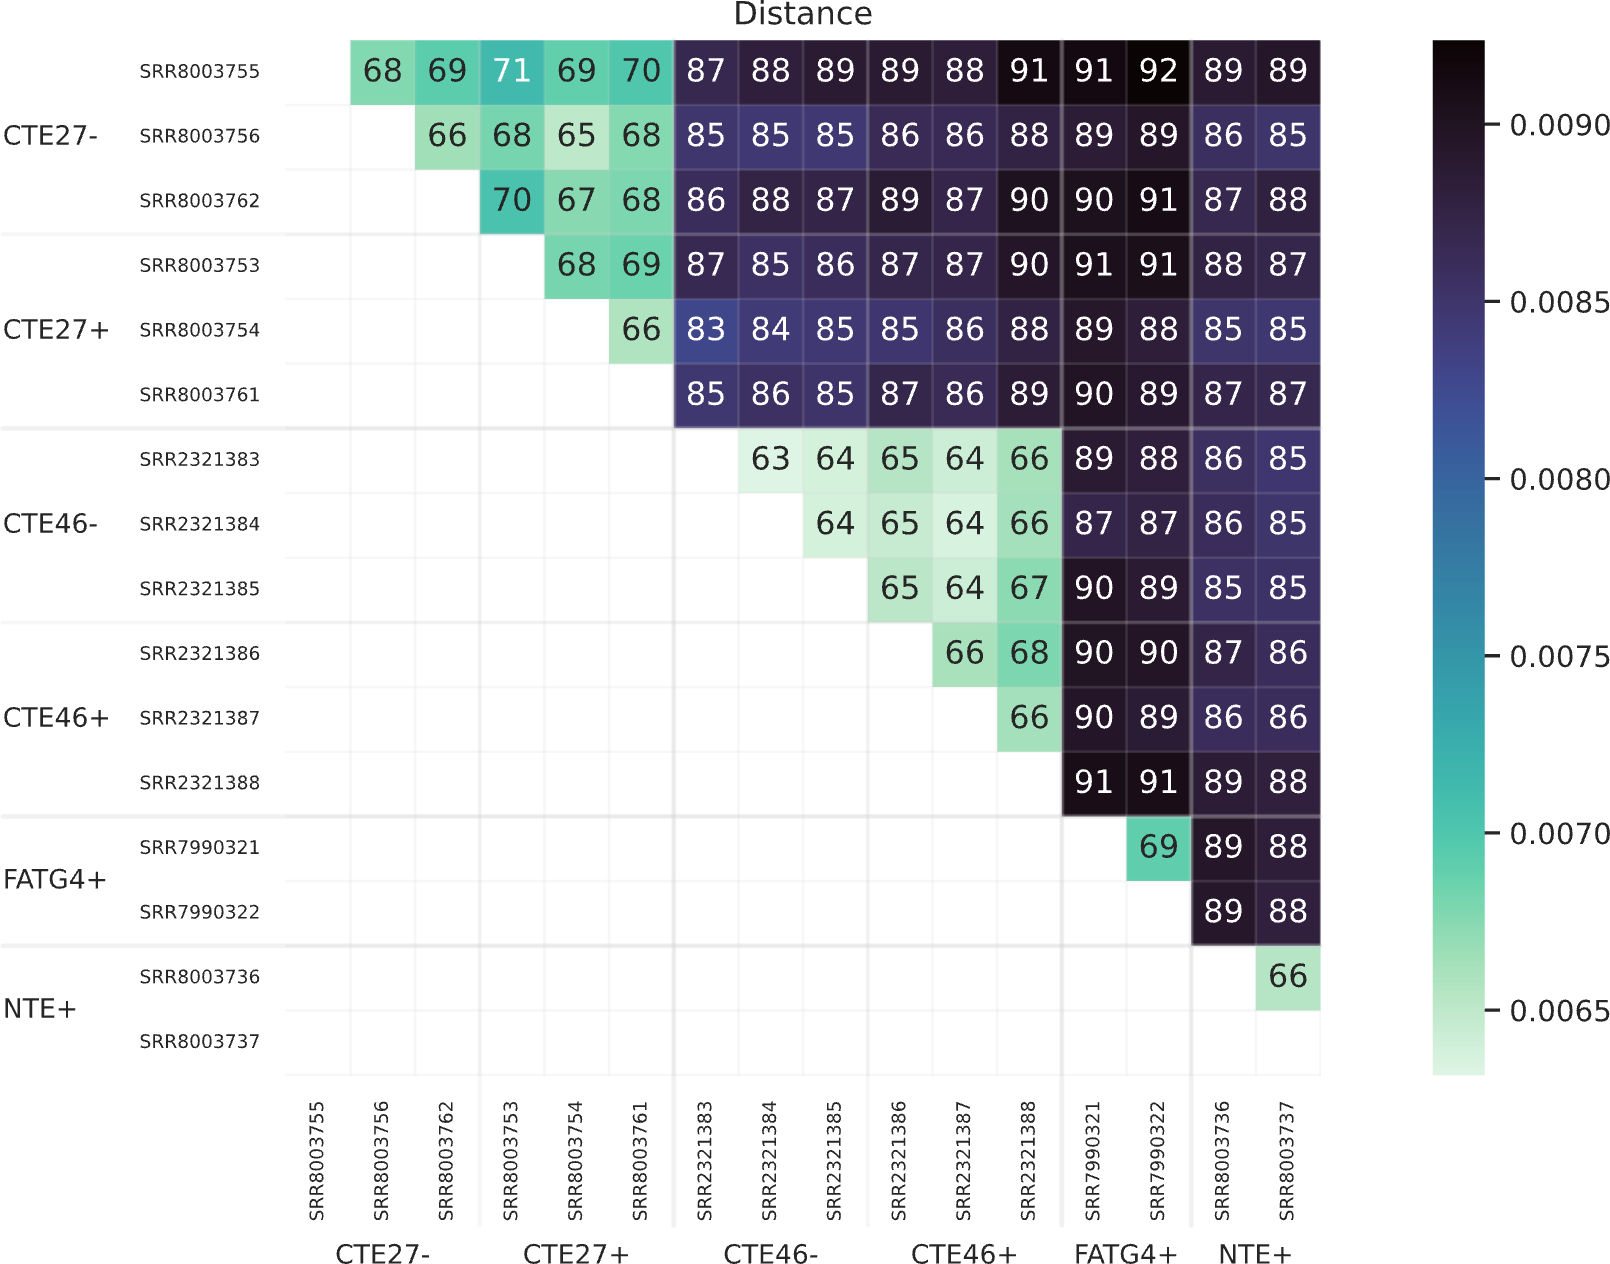 Distance
SRR8003755 68 69 71 69 70 87 88 89 89 88 91 91 92 89 89
CTE27- SRR8003756 66 68 65 68 85 85 85 86 86 88 89 89 86 85
SRR8003762 70 67 68 86 88 87 89 87 90 90 91 87 88
SRR8003753 68 69 87 85 86 87 87 90 91 91 88 87
CTE27+ SRR8003754 66 83 84 85 85 86 88 89 88 85 85
SRR8003761 85 86 85 87 86 89 90 89 87 87
SRR2321383 63 64 65 64 66 89 88 86 85
CTE46- SRR2321384 64 65 64 66 87 87 86 85
SRR2321385 65 64 67 90 89 85 85
SRR2321386 66 68 90 90 87 86
CTE46+ SRR2321387 66 90 89 86 86
SRR2321388 91 91 89 88
SRR7990321 69 89 88
FATG4+
SRR7990322 89 88
SRR8003736 66
NTE+
SRR8003737
SRR8003755 SRR8003756 SRR8003762 SRR8003753 SRR8003754 SRR8003761 SRR2321383 SRR2321384 SRR2321385 SRR2321386 SRR2321387 SRR2321388 SRR7990321 SRR7990322 SRR8003736 SRR8003737
CTE27- CTE27+ CTE46- CTE46+ FATG4+ NTE+
0.0090
0.0085
0.0080
0.0075
0.0070
0.0065